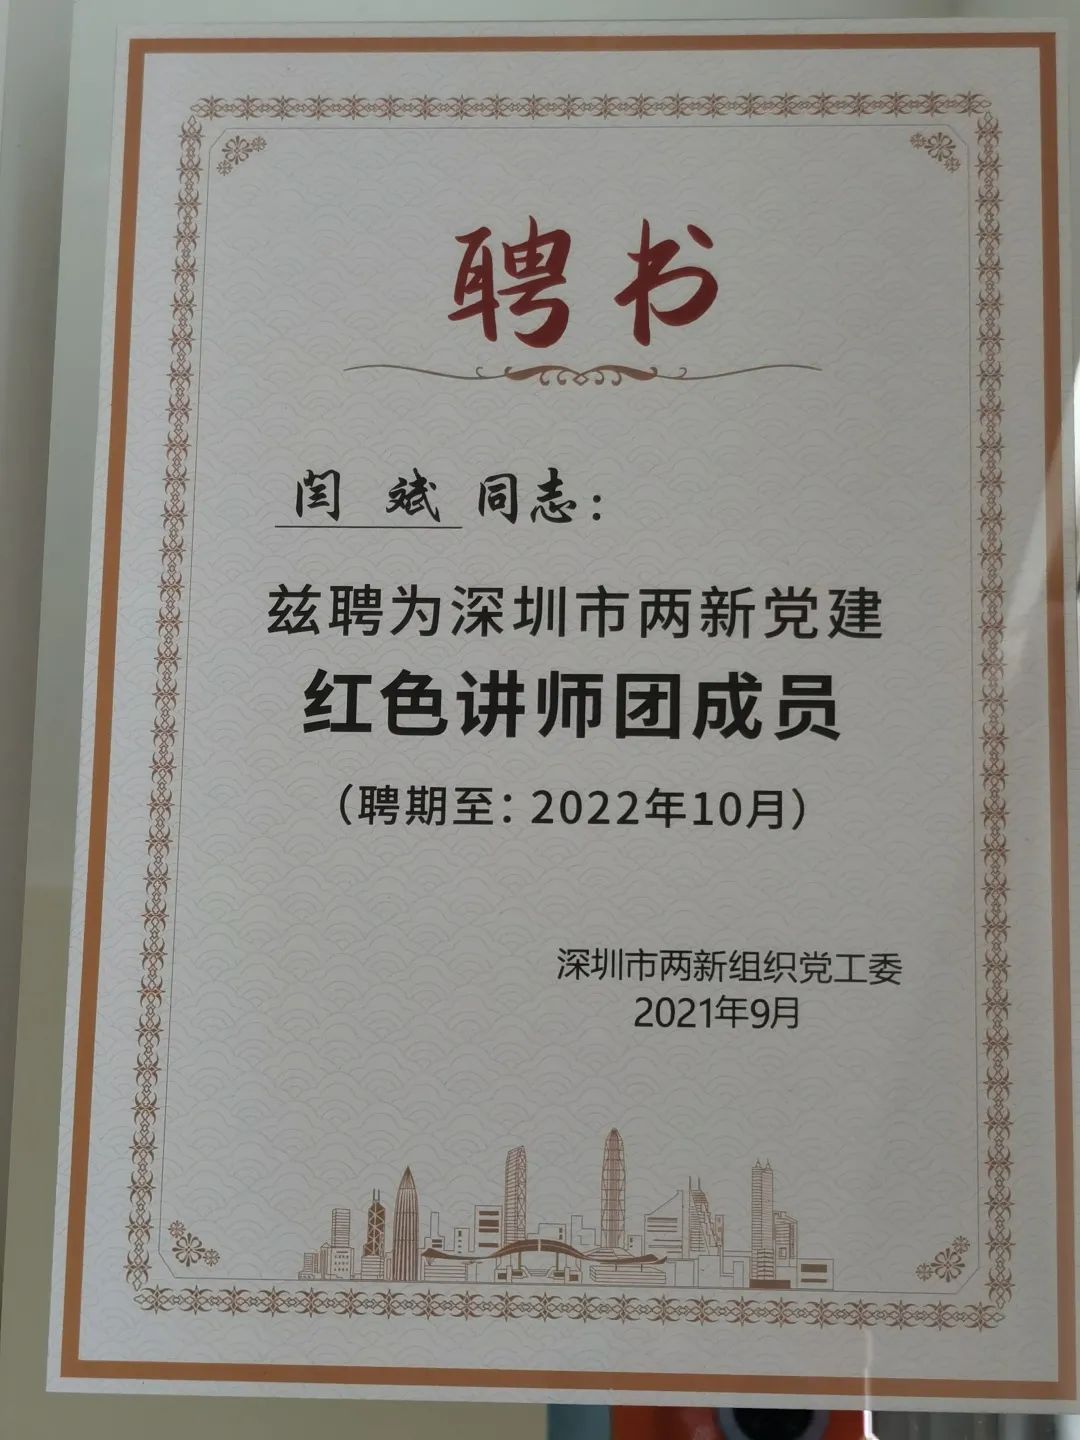 聘书
闫 斌 同志：
兹聘为深圳市两新党建
红色讲师团成员
（聘期至：2022年10月）
深圳市两新组织党工委
2021年9月